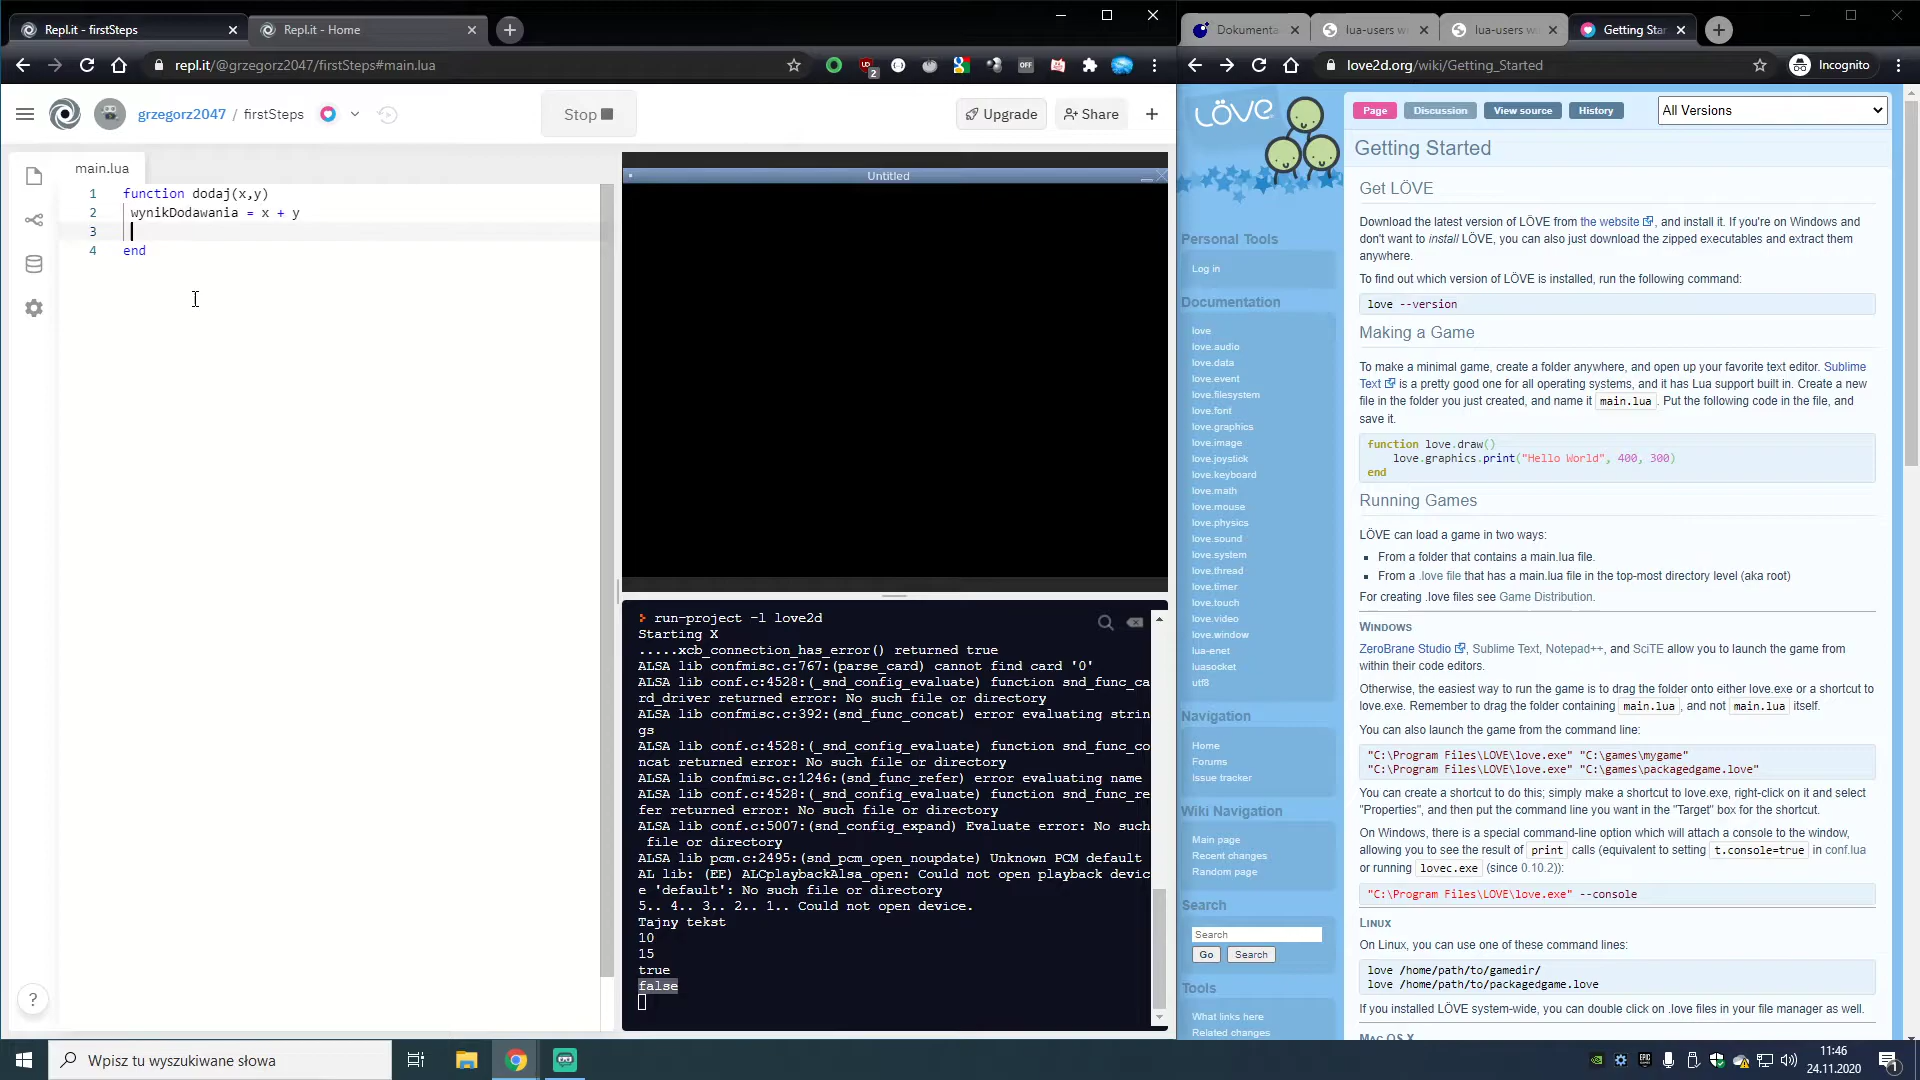 Repl.it - firstSteps
Repl.it - Home
repl.it/@grzegorz2047/firstSteps#main.lua
grzegorz2047 / firstSteps
Stop
Upgrade
Share
main.lua
1 function dodaj(x,y)
2 wynikDodawania = x + y
3
4 end
Untitled
run-project -l love2d
Starting X
.....xcb_connection_has_error() returned true
ALSA lib confmisc.c:767:(parse_card) cannot find card '0'
ALSA lib conf.c:4528:(_snd_config_evaluate) function snd_func_ca
rd_driver returned error: No such file or directory
ALSA lib confmisc.c:392:(snd_func_concat) error evaluating strin
gs
ALSA lib conf.c:4528:(_snd_config_evaluate) function snd_func_co
ncat returned error: No such file or directory
ALSA lib confmisc.c:1246:(snd_func_refer) error evaluating name
ALSA lib conf.c:4528:(_snd_config_evaluate) function snd_func_re
fer returned error: No such file or directory
ALSA lib conf.c:5007:(snd_config_expand) Evaluate error: No such
file or directory
ALSA lib pcm.c:2495:(snd_pcm_open_noupdate) Unknown PCM default
AL lib: (EE) ALCplaybackAlsa_open: Could not open playback devic
e 'default': No such file or directory
5.. 4.. 3.. 2.. 1.. Could not open device.
Tajny tekst
10
15
true
false
?
Dokumenta
lua-users w
lua-users w
Getting Sta
love2d.org/wiki/Getting_Started
Incognito
LÖVE
Personal Tools
Log in
Documentation
love
love.audio
love.data
love.event
love.filesystem
love.font
love.graphics
love.image
love.joystick
love.keyboard
love.math
love.mouse
love.physics
love.sound
love.system
love.thread
love.timer
love.touch
love.video
love.window
lua-enet
luasocket
utf8
Navigation
Home
Forums
Issue tracker
Wiki Navigation
Main page
Recent changes
Random page
Search
Search
Go Search
Tools
What links here
Related changes
Page Discussion View source History
All Versions
Getting Started
Get LÖVE
Download the latest version of LÖVE from the website , and install it. If you're on Windows and
don't want to install LÖVE, you can also just download the zipped executables and extract them
anywhere.
To find out which version of LÖVE is installed, run the following command:
love --version
Making a Game
To make a minimal game, create a folder anywhere, and open up your favorite text editor. Sublime
Text is a pretty good one for all operating systems, and it has Lua support built in. Create a new
file in the folder you just created, and name it main.lua . Put the following code in the file, and
save it.
function love.draw()
love.graphics.print("Hello World", 400, 300)
end
Running Games
LÖVE can load a game in two ways:
From a folder that contains a main.lua file.
From a .love file that has a main.lua file in the top-most directory level (aka root)
For creating .love files see Game Distribution.
WINDOWS
ZeroBrane Studio , Sublime Text, Notepad++, and SciTE allow you to launch the game from
within their code editors.
Otherwise, the easiest way to run the game is to drag the folder onto either love.exe or a shortcut to
love.exe. Remember to drag the folder containing main.lua , and not main.lua itself.
You can also launch the game from the command line:
"C:\Program Files\LOVE\love.exe" "C:\games\mygame"
"C:\Program Files\LOVE\love.exe" "C:\games\packagedgame.love"
You can create a shortcut to do this; simply make a shortcut to love.exe, right-click on it and select
"Properties", and then put the command line you want in the "Target" box for the shortcut.
On Windows, there is a special command-line option which will attach a console to the window,
allowing you to see the result of print calls (equivalent to setting t.console=true in conf.lua
or running lovec.exe (since 0.10.2)):
"C:\Program Files\LOVE\love.exe" --console
LINUX
On Linux, you can use one of these command lines:
love /home/path/to/gamedir/
love /home/path/to/packagedgame.love
If you installed LÖVE system-wide, you can double click on .love files in your file manager as well.
MAC OS X
Wpisz tu wyszukiwane słowa
11:46
24.11.2020